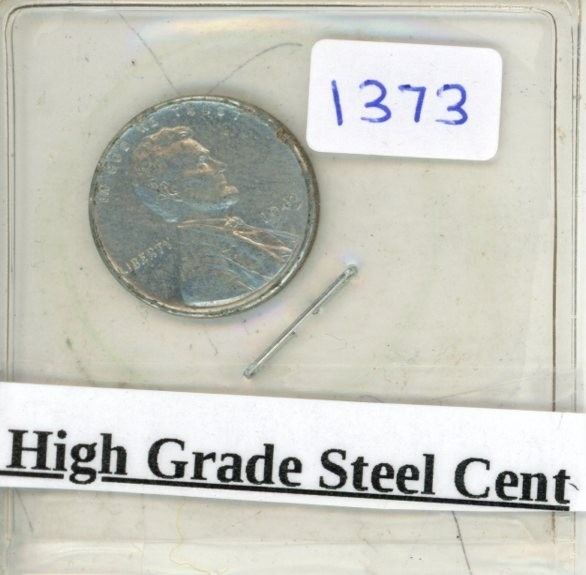 1373
LIBERTY
High Grade Steel Cent